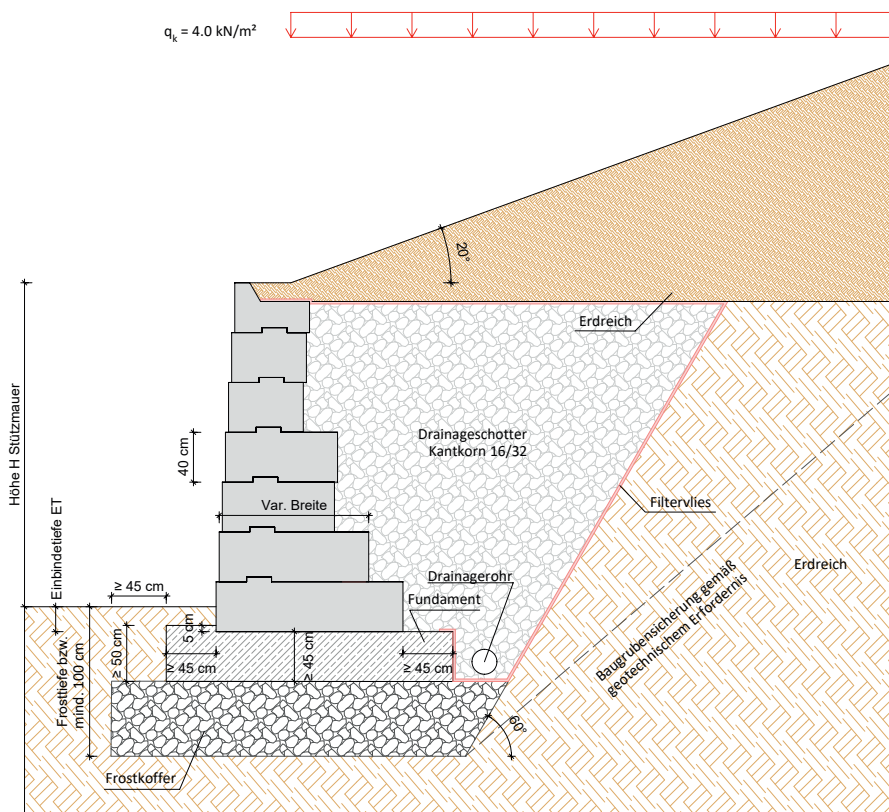 qk = 4.0 kN/m²
20°
Erdreich
Höhe H Stützmauer
40 cm
Drainageschotter
Kantkorn 16/32
Var. Breite
Filtervlies
Einbindetiefe ET
Drainagerohr
Erdreich
≥ 45 cm
Fundament
Baugrubensicherung gemäß
geotechnischem Erfordernis
5 cm
Frosttiefe bzw.
mind. 100 cm
≥ 50 cm
≥ 45 cm
≥ 45 cm
≥ 45 cm
60°
Frostkoffer